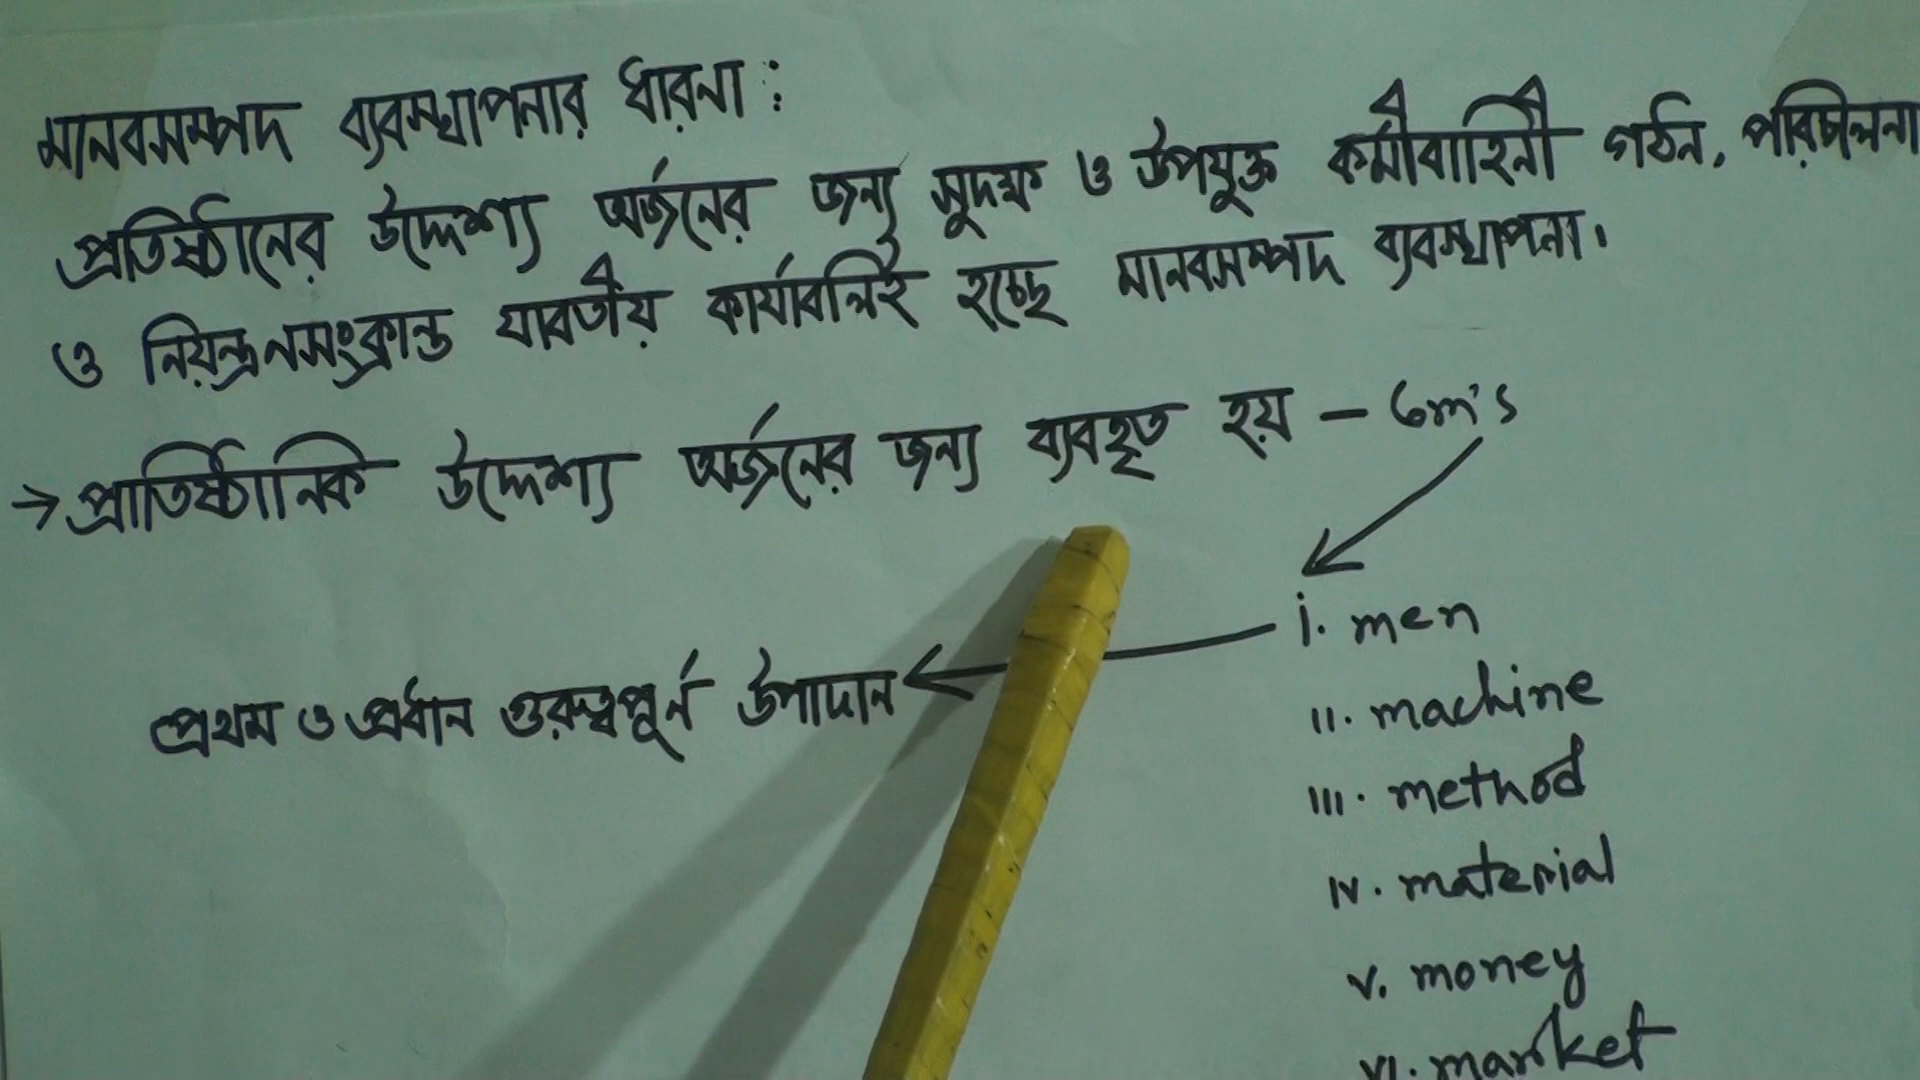 মানবসম্পদ ব্যবস্থাপনার ধারনা :
প্রতিষ্ঠানের উদ্দেশ্য অর্জনের জন্য সুদক্ষ ও উপযুক্ত কর্মীবাহিনী গঠন, পরিচালনা
ও নিয়ন্ত্রনসংক্রান্ত যাবতীয় কার্যাবলিই হচ্ছে মানবসম্পদ ব্যবস্থাপনা।
→ প্রাতিষ্ঠানিক উদ্দেশ্য অর্জনের জন্য ব্যবহৃত হয় – 6m's
i. men
প্রথম ও প্রধান গুরুত্বপূর্ন উপাদান
ii. machine
iii. method
iv. material
v. money
vi. market